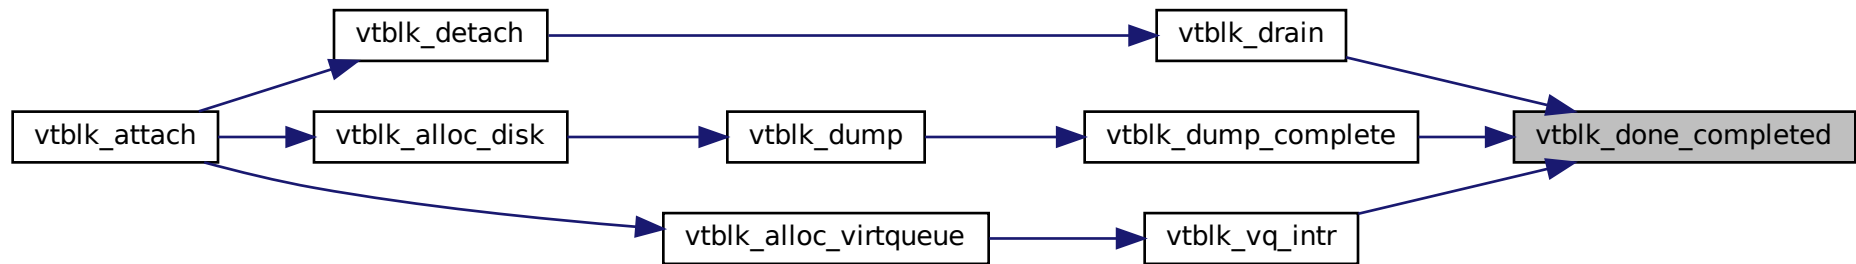 vtblk_detach
vtblk_drain
vtblk_attach
vtblk_alloc_disk
vtblk_dump
vtblk_dump_complete
vtblk_done_completed
vtblk_alloc_virtqueue
vtblk_vq_intr